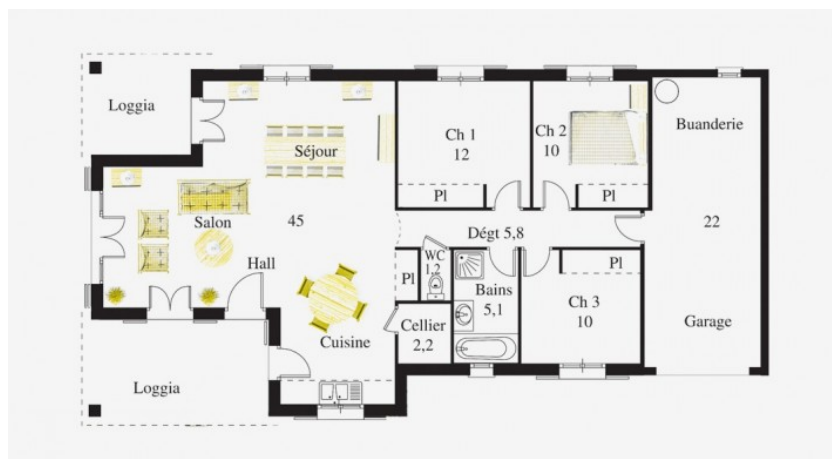 Loggia
Séjour
Ch 1
12
Ch 2
10
Buanderie
Pl
Pl
Salon
45
Dégt 5,8
22
Hall
WC
1,2
Pl
Pl
Bains
5,1
Ch 3
10
Cuisine
Cellier
2,2
Garage
Loggia